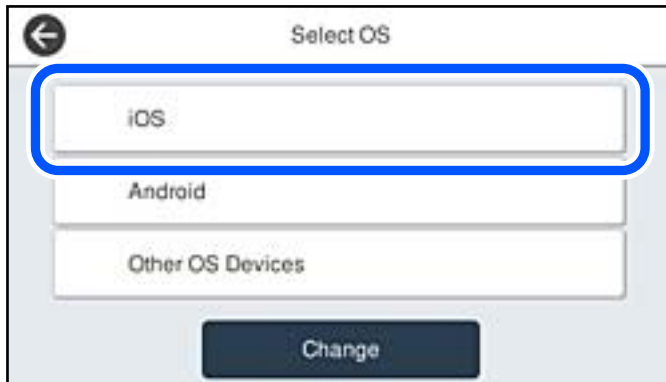 Select OS
iOS
Android
Other OS Devices
Change